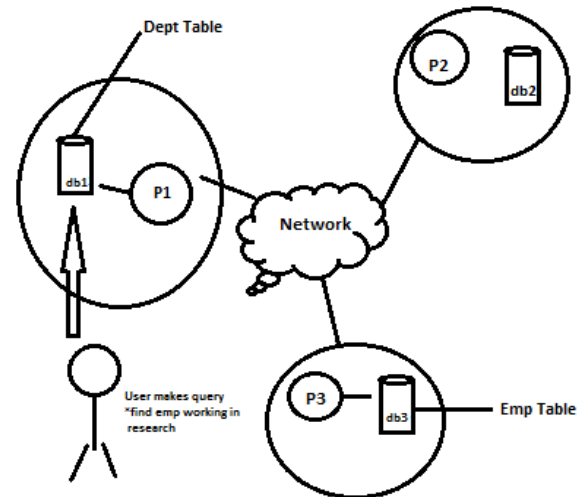 Dept Table
P2
db2
db1
P1
Network
User makes query
*find emp working in
research
P3
db3
Emp Table